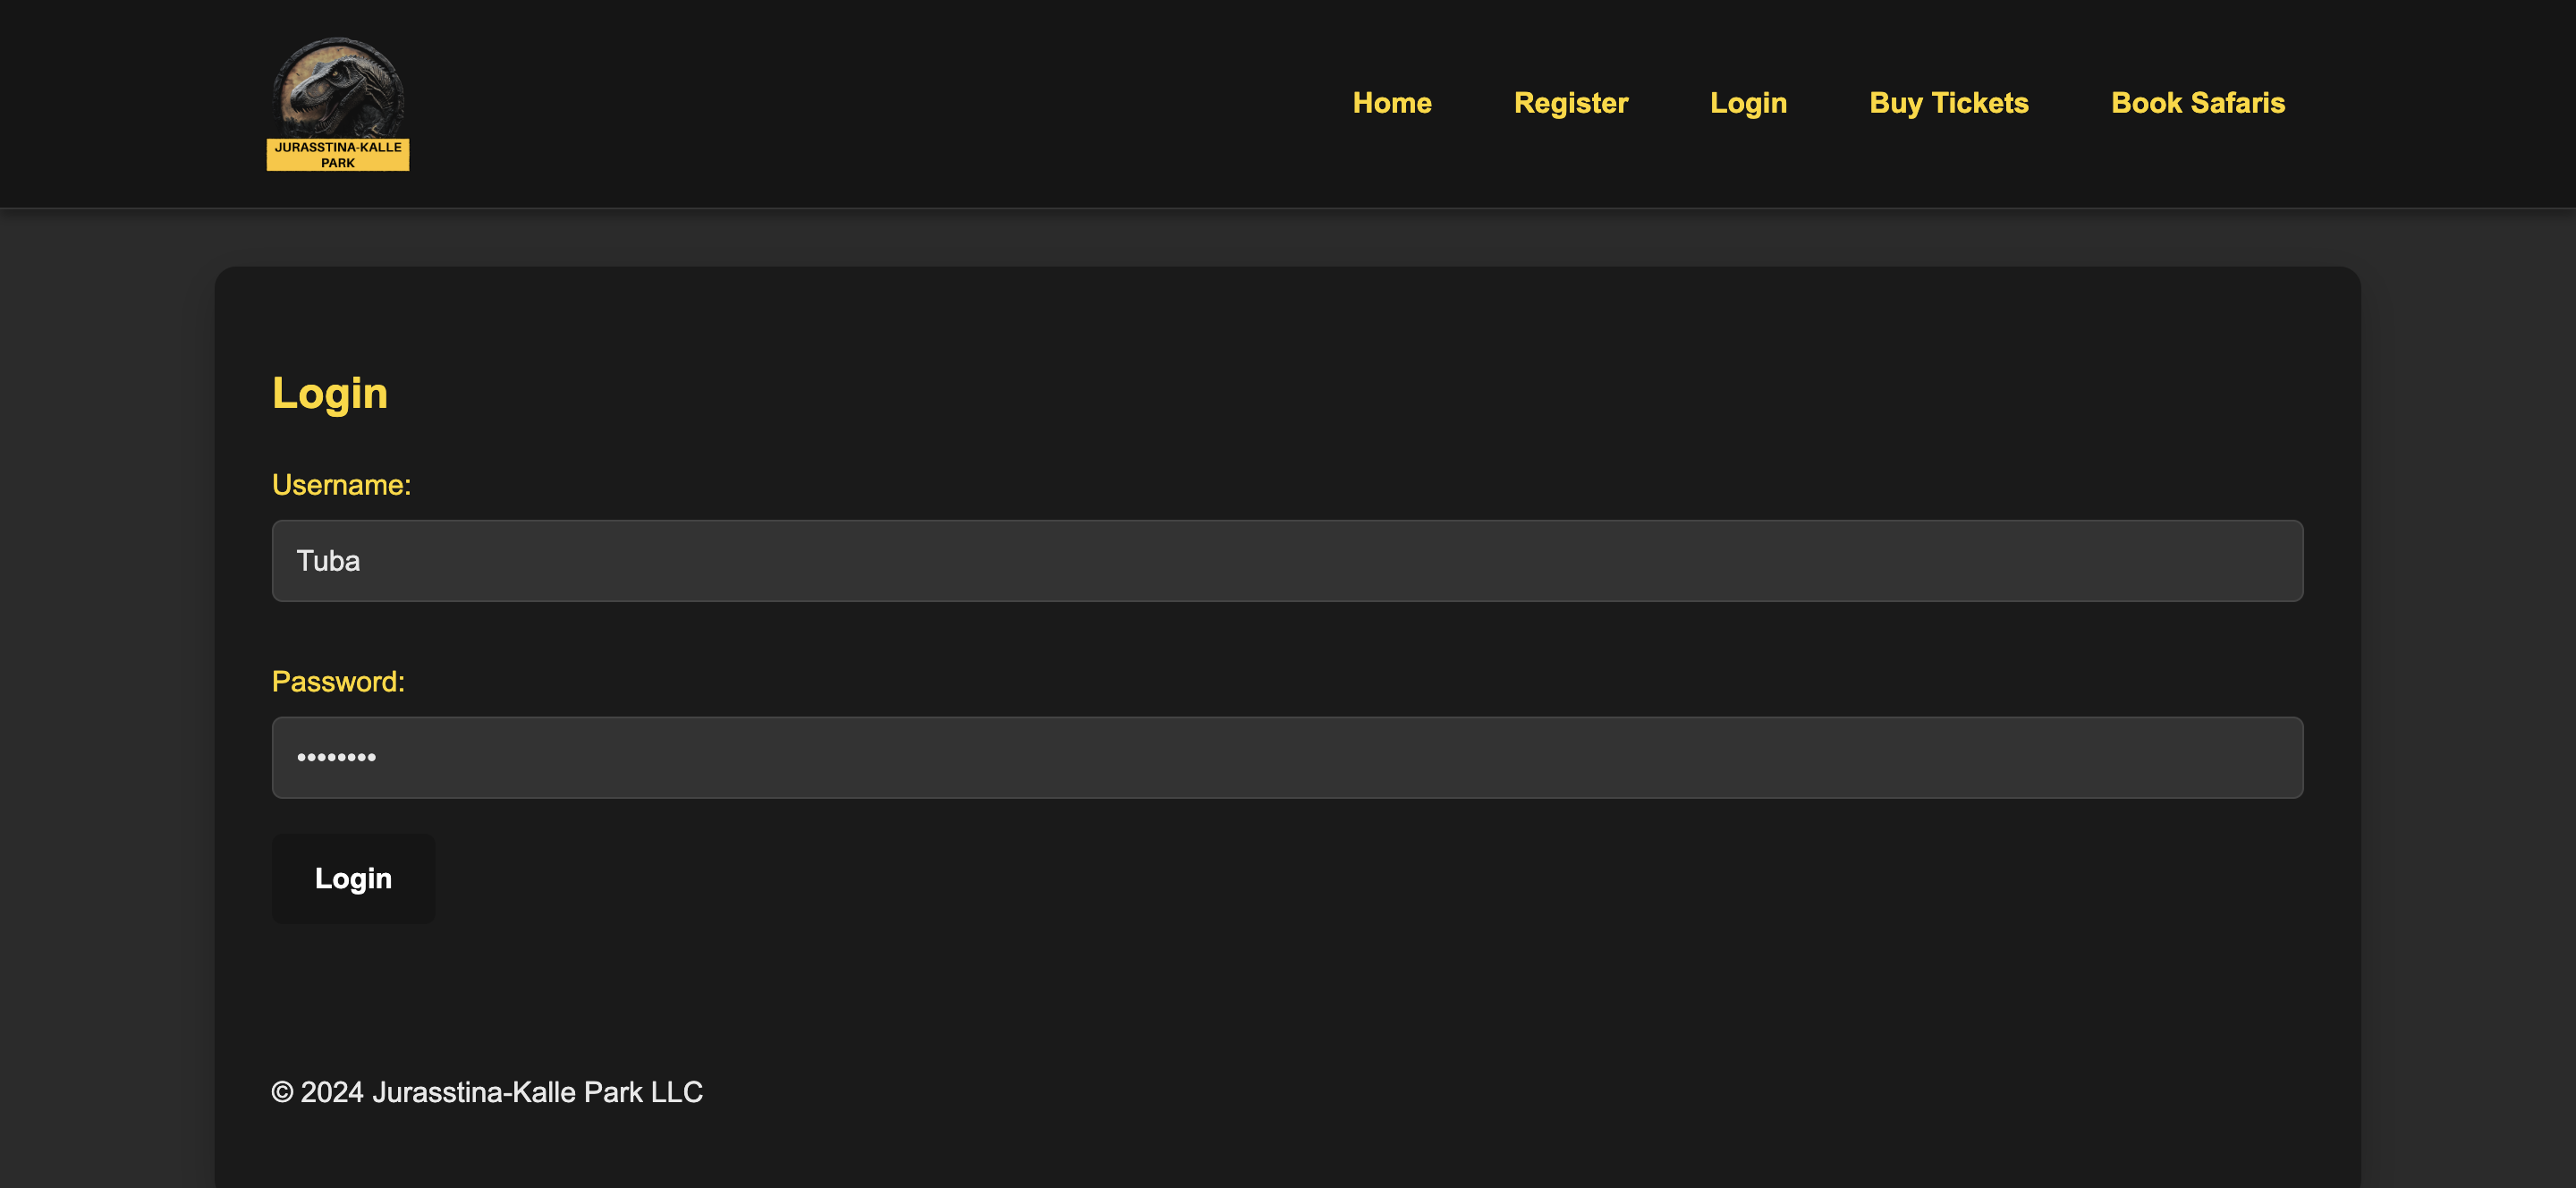 JURASSTINA-KALLE
PARK
Home Register Login Buy Tickets Book Safaris
Login
Username:
Tuba
Password:
••••••••
Login
© 2024 Jurasstina-Kalle Park LLC